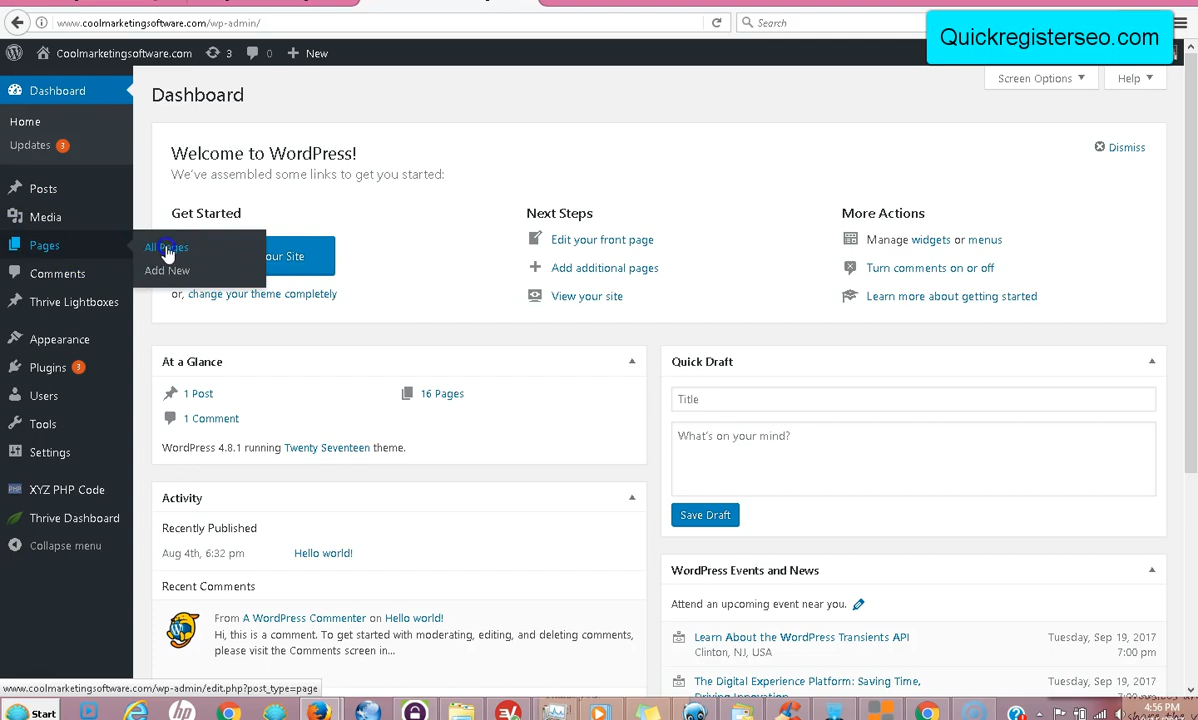 www.coolmarketingsoftware.com/wp-admin/
Search
Quickregisterseo.com
Coolmarketingsoftware.com 3 0 New
Screen Options Help
Dashboard
Home
Updates 3
Posts
Media
Pages
Comments
Thrive Lightboxes
Appearance
Plugins 3
Users
Tools
Settings
XYZ PHP Code
Thrive Dashboard
Collapse menu
All Pages
Add New
Dashboard
Welcome to WordPress!
Dismiss
We've assembled some links to get you started:
Get Started
our Site
or, change your theme completely
Next Steps
Edit your front page
Add additional pages
View your site
More Actions
Manage widgets or menus
Turn comments on or off
Learn more about getting started
At a Glance
1 Post 16 Pages
1 Comment
WordPress 4.8.1 running Twenty Seventeen theme.
Activity
Recently Published
Aug 4th, 6:32 pm Hello world!
Recent Comments
From A WordPress Commenter on Hello world!
Hi, this is a comment. To get started with moderating, editing, and deleting comments,
please visit the Comments screen in...
Quick Draft
Title
What's on your mind?
Save Draft
WordPress Events and News
Attend an upcoming event near you.
Learn About the WordPress Transients API Tuesday, Sep 19, 2017
Clinton, NJ, USA 7:00 pm
The Digital Experience Platform: Saving Time, Tuesday, Sep 19, 2017
Driving Innovation
www.coolmarketingsoftware.com/wp-admin/edit.php?post_type=page
Start
4:56 PM